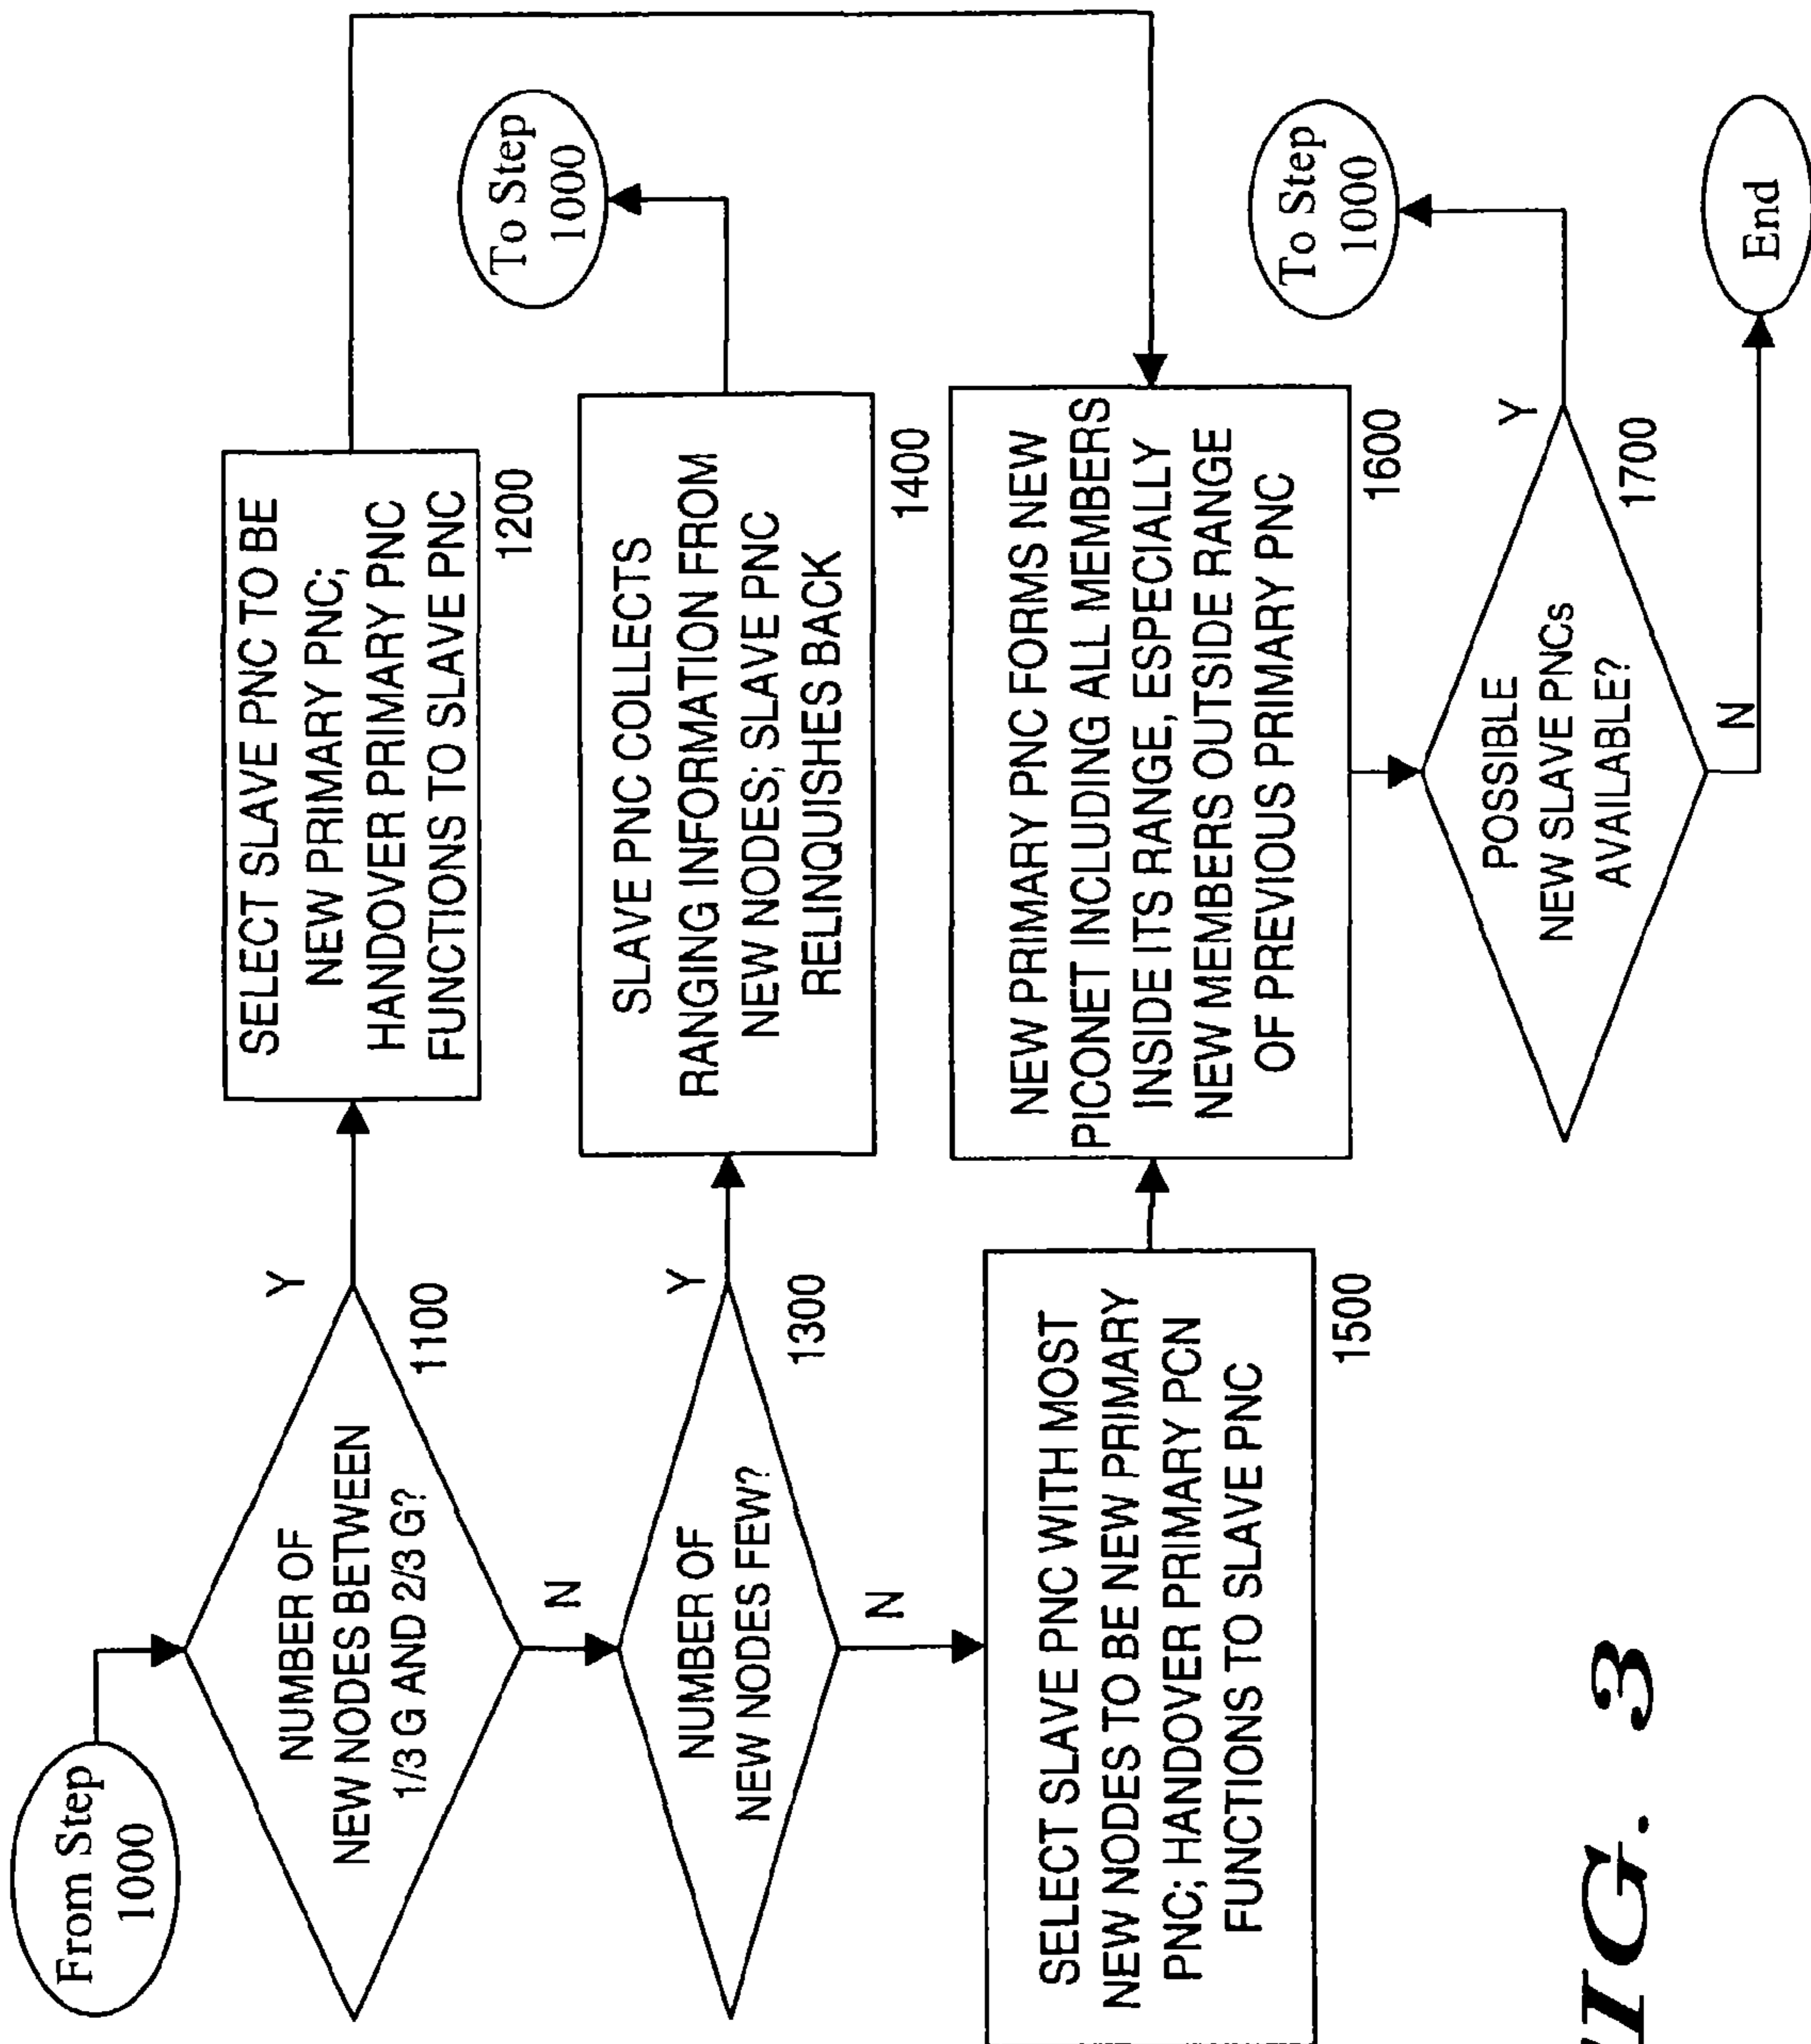 From Step
1000
NUMBER OF
NEW NODES BETWEEN
1/3 G AND 2/3 G?
1100
Y
N
SELECT SLAVE PNC TO BE
NEW PRIMARY PNC;
HANDOVER PRIMARY PNC
FUNCTIONS TO SLAVE PNC
1200
NUMBER OF
NEW NODES FEW?
1300
Y
N
SLAVE PNC COLLECTS
RANGING INFORMATION FROM
NEW NODES; SLAVE PNC
RELINQUISHES BACK
1400
To Step
1000
SELECT SLAVE PNC WITH MOST
NEW NODES TO BE NEW PRIMARY
PNC; HANDOVER PRIMARY PCN
FUNCTIONS TO SLAVE PNC
1500
NEW PRIMARY PNC FORMS NEW
PICONET INCLUDING ALL MEMBERS
INSIDE ITS RANGE, ESPECIALLY
NEW MEMBERS OUTSIDE RANGE
OF PREVIOUS PRIMARY PNC
1600
POSSIBLE
NEW SLAVE PNCs
AVAILABLE?
1700
Y
N
To Step
1000
End
FIG. 3